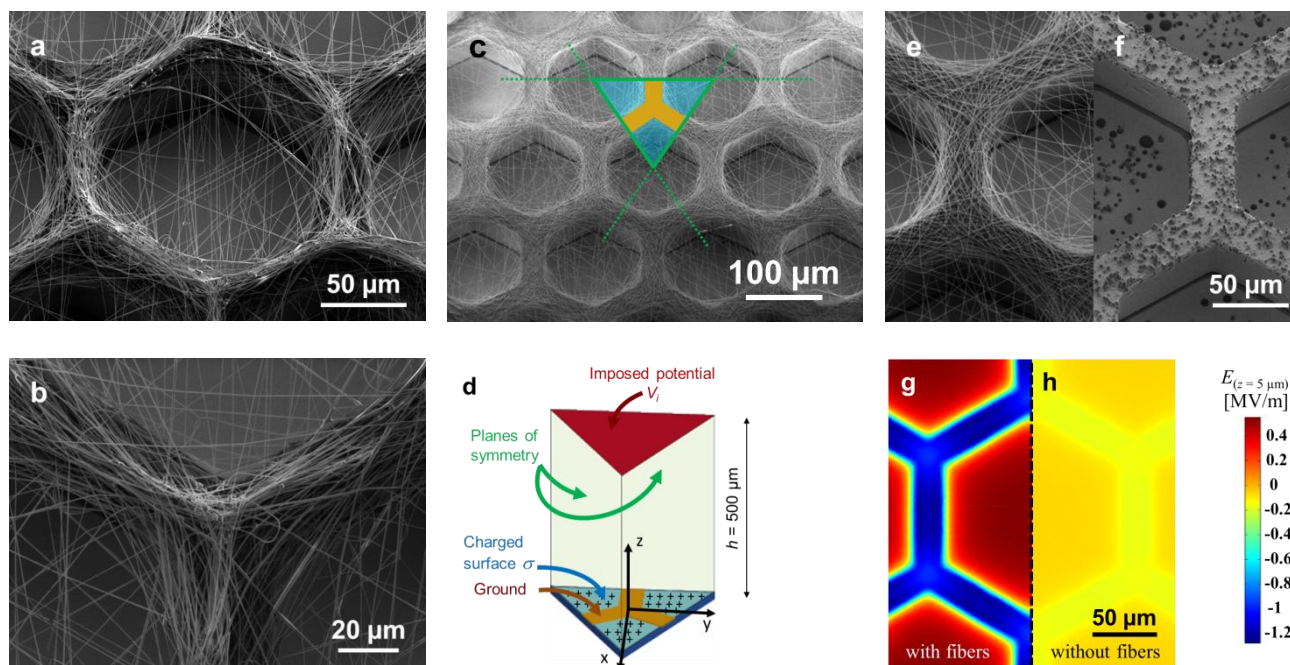 a
50 µm
c
100 µm
e
f
50 µm
b
20 µm
d
Imposed potential
Vi
Planes of
symmetry
h = 500 µm
Charged
surface σ
Ground
z
y
x
g
h
with fibers
without fibers
50 µm
E(z = 5 µm)
[MV/m]
0.4
0.2
0
-0.2
-0.4
-0.6
-0.8
-1
-1.2